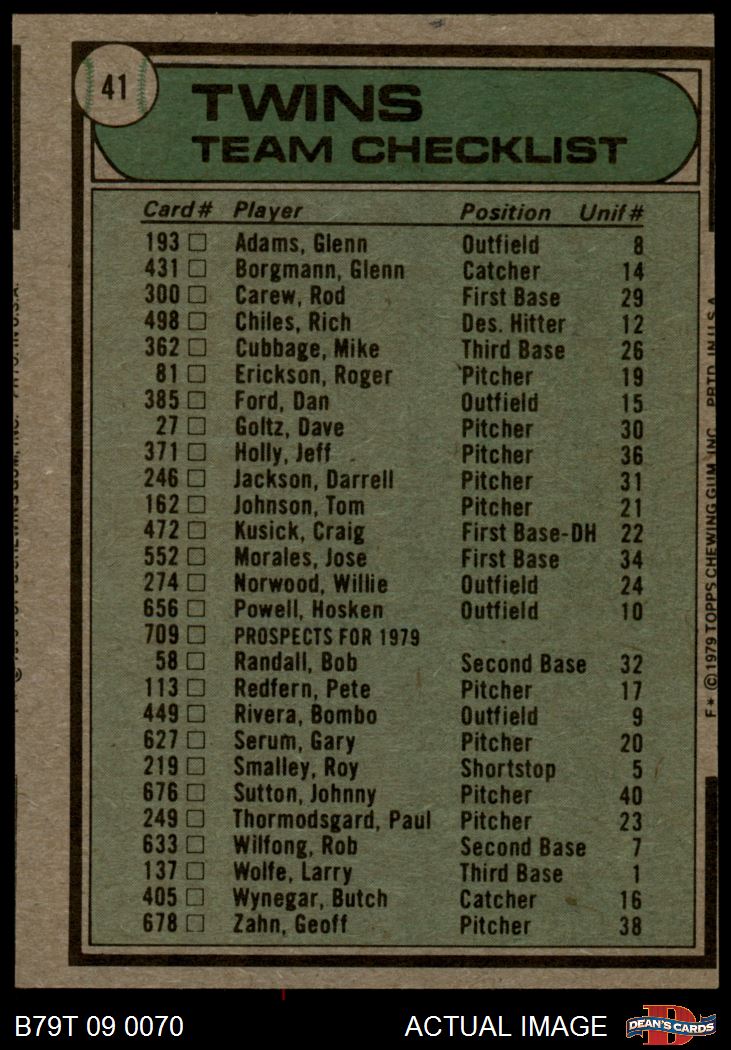 41
TWINS
TEAM CHECKLIST
Card# Player Position Unif#
193 Adams, Glenn Outfield 8
431 Borgmann, Glenn Catcher 14
300 Carew, Rod First Base 29
498 Chiles, Rich Des. Hitter 12
362 Cubbage, Mike Third Base 26
81 Erickson, Roger Pitcher 19
385 Ford, Dan Outfield 15
27 Goltz, Dave Pitcher 30
371 Holly, Jeff Pitcher 36
246 Jackson, Darrell Pitcher 31
162 Johnson, Tom Pitcher 21
472 Kusick, Craig First Base-DH 22
552 Morales, Jose First Base 34
274 Norwood, Willie Outfield 24
656 Powell, Hosken Outfield 10
709 PROSPECTS FOR 1979
58 Randall, Bob Second Base 32
113 Redfern, Pete Pitcher 17
449 Rivera, Bombo Outfield 9
627 Serum, Gary Pitcher 20
219 Smalley, Roy Shortstop 5
676 Sutton, Johnny Pitcher 40
249 Thormodsgard, Paul Pitcher 23
633 Wilfong, Rob Second Base 7
137 Wolfe, Larry Third Base 1
405 Wynegar, Butch Catcher 16
678 Zahn, Geoff Pitcher 38
F* © 1979 TOPPS CHEWING GUM, INC. PRTD. IN U.S.A.
B79T 09 0070 ACTUAL IMAGE
DEAN'S CARDS